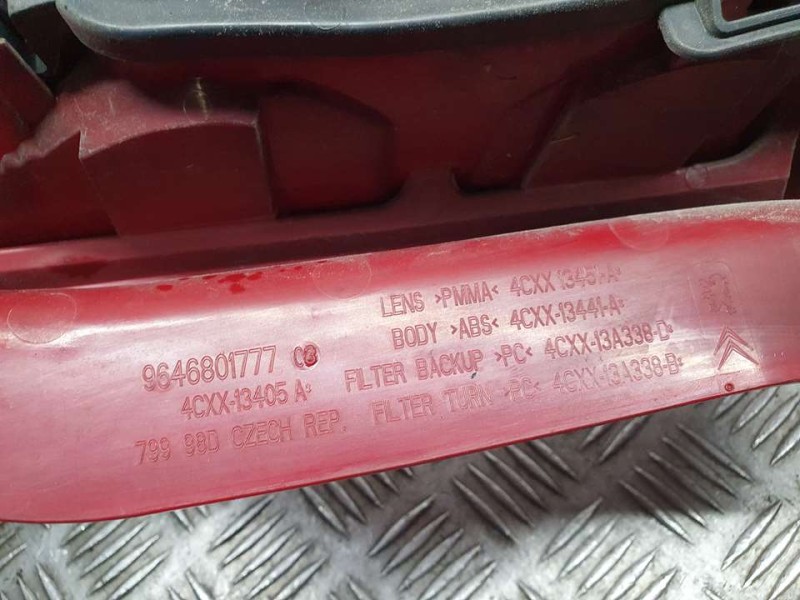 LENS >PMMA< 4CXX 13451-A*
BODY >ABS< 4CXX-13441-A*
FILTER BACKUP >PC< 4CXX-13A338-D*
FILTER TURN >PC< 4CXX-13A338-B*
9646801777
4CXX-13405 A*
799 98D CZECH REP.